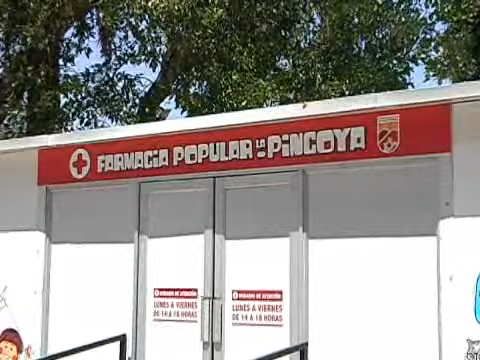 FARMACIA POPULAR LA PINCOYA
HORARIO DE ATENCIÓN
LUNES A VIERNES
DE 14 A 18 HORAS
HORARIO DE ATENCIÓN
LUNES A VIERNES
DE 14 A 18 HORAS